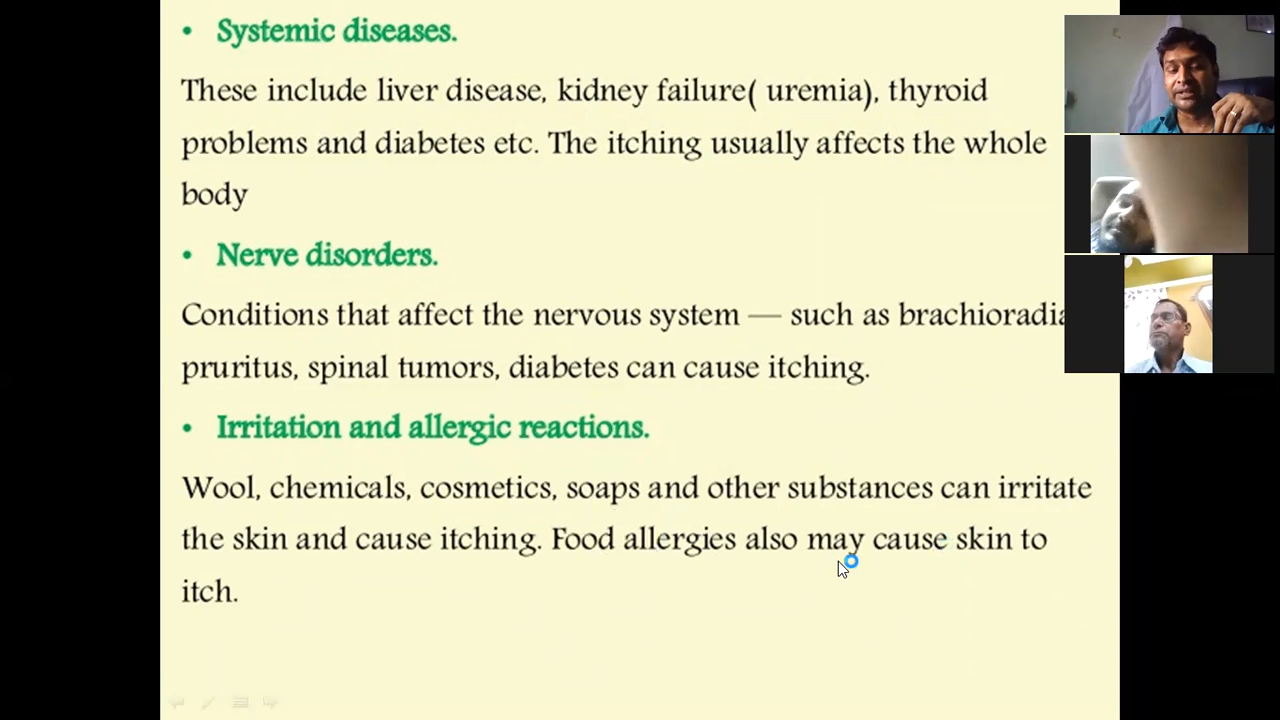 • Systemic diseases.
These include liver disease, kidney failure( uremia), thyroid
problems and diabetes etc. The itching usually affects the whole
body
• Nerve disorders.
Conditions that affect the nervous system — such as brachioradia
pruritus, spinal tumors, diabetes can cause itching.
• Irritation and allergic reactions.
Wool, chemicals, cosmetics, soaps and other substances can irritate
the skin and cause itching. Food allergies also may cause skin to
itch.